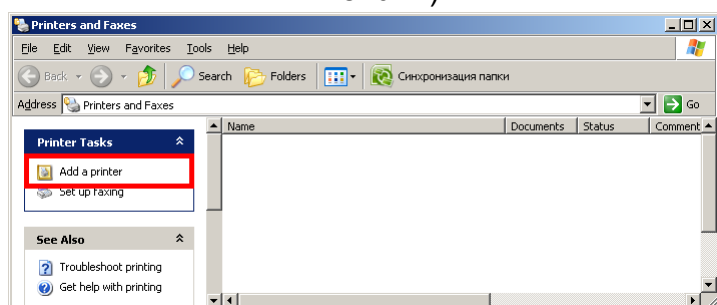 Printers and Faxes
File Edit View Favorites Tools Help
Back Search Folders Синхронизация папки
Address Printers and Faxes Go
Name Documents Status Comment
Printer Tasks
Add a printer
Set up faxing
See Also
Troubleshoot printing
Get help with printing